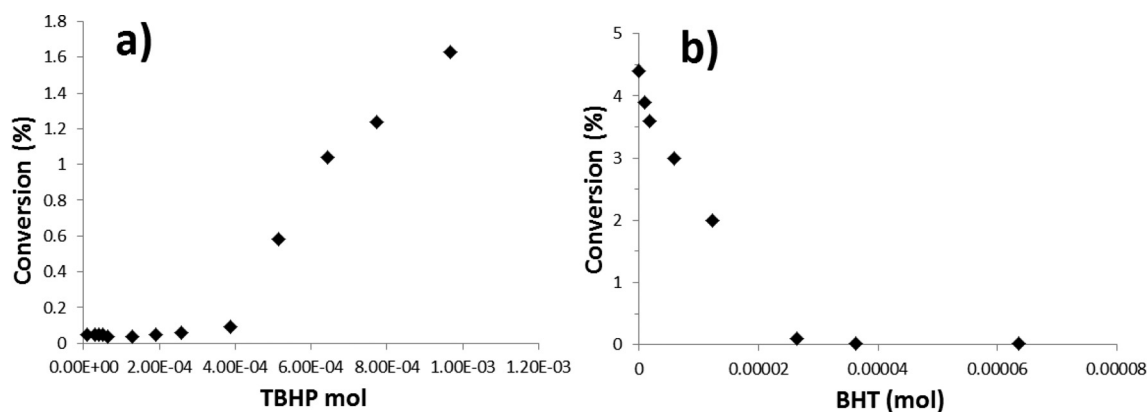 a)
Conversion (%)
1.8
1.6
1.4
1.2
1
0.8
0.6
0.4
0.2
0
0.00E+00 2.00E-04 4.00E-04 6.00E-04 8.00E-04 1.00E-03 1.20E-03
TBHP mol
b)
Conversion (%)
5
4
3
2
1
0
0 0.00002 0.00004 0.00006 0.00008
BHT (mol)